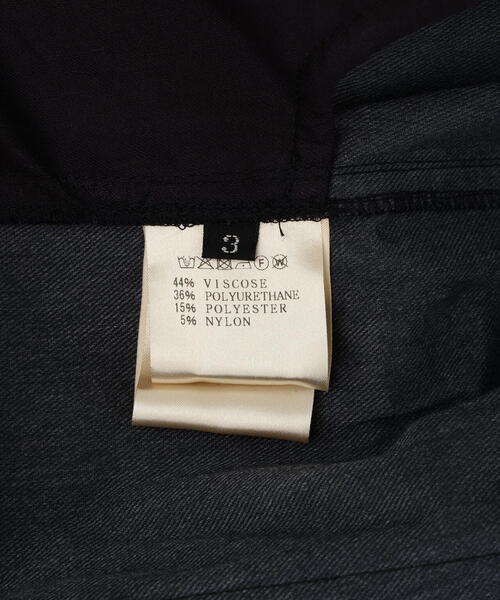 3
F W
44% VISCOSE
36% POLYURETHANE
15% POLYESTER
5% NYLON